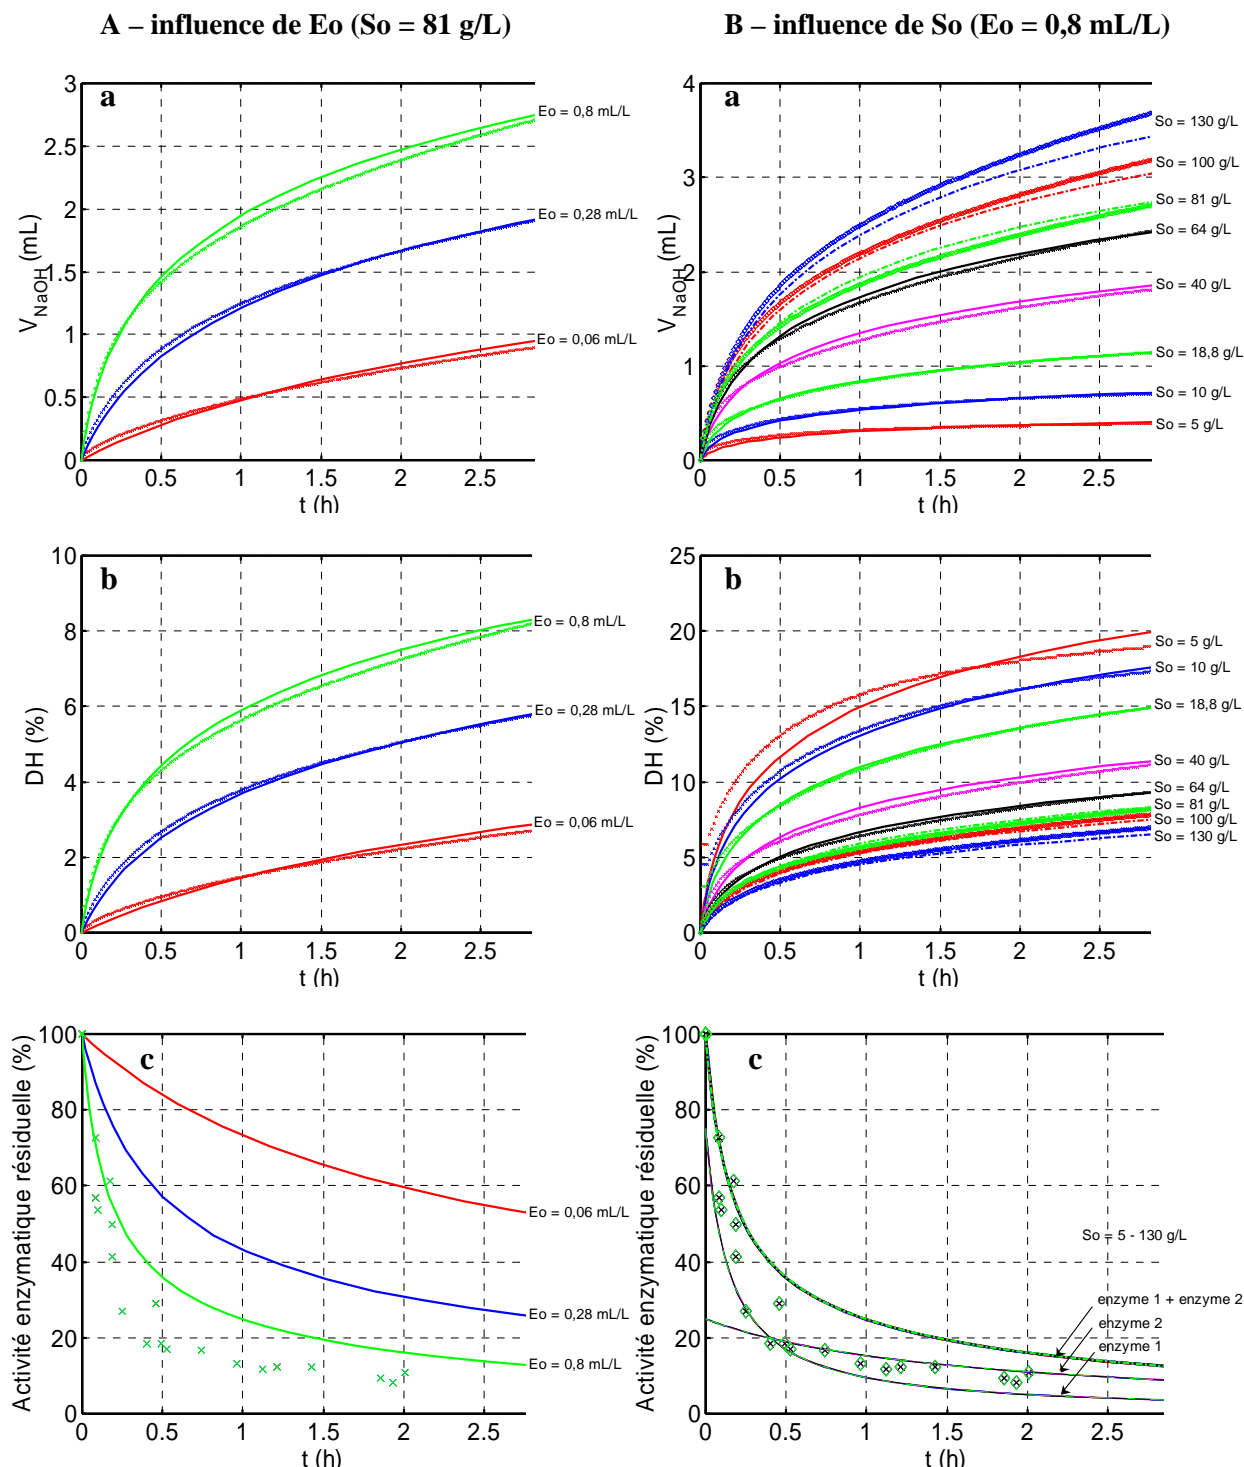 A – influence de Eo (So = 81 g/L)
B – influence de So (Eo = 0,8 mL/L)
a
V_NaOH (mL)
3
2.5
2
1.5
1
0.5
0
0 0.5 1 1.5 2 2.5
t (h)
Eo = 0,8 mL/L
Eo = 0,28 mL/L
Eo = 0,06 mL/L
a
V_NaOH (mL)
4
3
2
1
0
0 0.5 1 1.5 2 2.5
t (h)
So = 130 g/L
So = 100 g/L
So = 81 g/L
So = 64 g/L
So = 40 g/L
So = 18,8 g/L
So = 10 g/L
So = 5 g/L
b
DH (%)
10
8
6
4
2
0
0 0.5 1 1.5 2 2.5
t (h)
Eo = 0,8 mL/L
Eo = 0,28 mL/L
Eo = 0,06 mL/L
b
DH (%)
25
20
15
10
5
0
0 0.5 1 1.5 2 2.5
t (h)
So = 5 g/L
So = 10 g/L
So = 18,8 g/L
So = 40 g/L
So = 64 g/L
So = 81 g/L
So = 100 g/L
So = 130 g/L
c
Activité enzymatique résiduelle (%)
100
80
60
40
20
0
0 0.5 1 1.5 2 2.5
t (h)
Eo = 0,06 mL/L
Eo = 0,28 mL/L
Eo = 0,8 mL/L
c
Activité enzymatique résiduelle (%)
100
80
60
40
20
0
0 0.5 1 1.5 2 2.5
t (h)
So = 5 - 130 g/L
enzyme 1 + enzyme 2
enzyme 2
enzyme 1